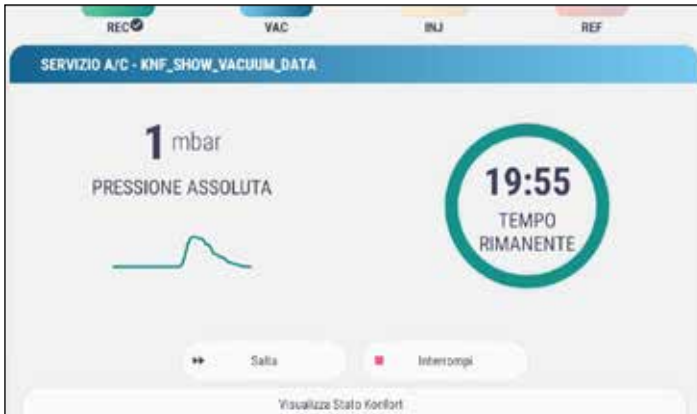 REC VAC INJ REF
SERVIZIO A/C - KNF_SHOW_VACUUM_DATA
1 mbar
PRESSIONE ASSOLUTA
19:55
TEMPO
RIMANENTE
Salta Interrompi
Visualizza Stato Konfort